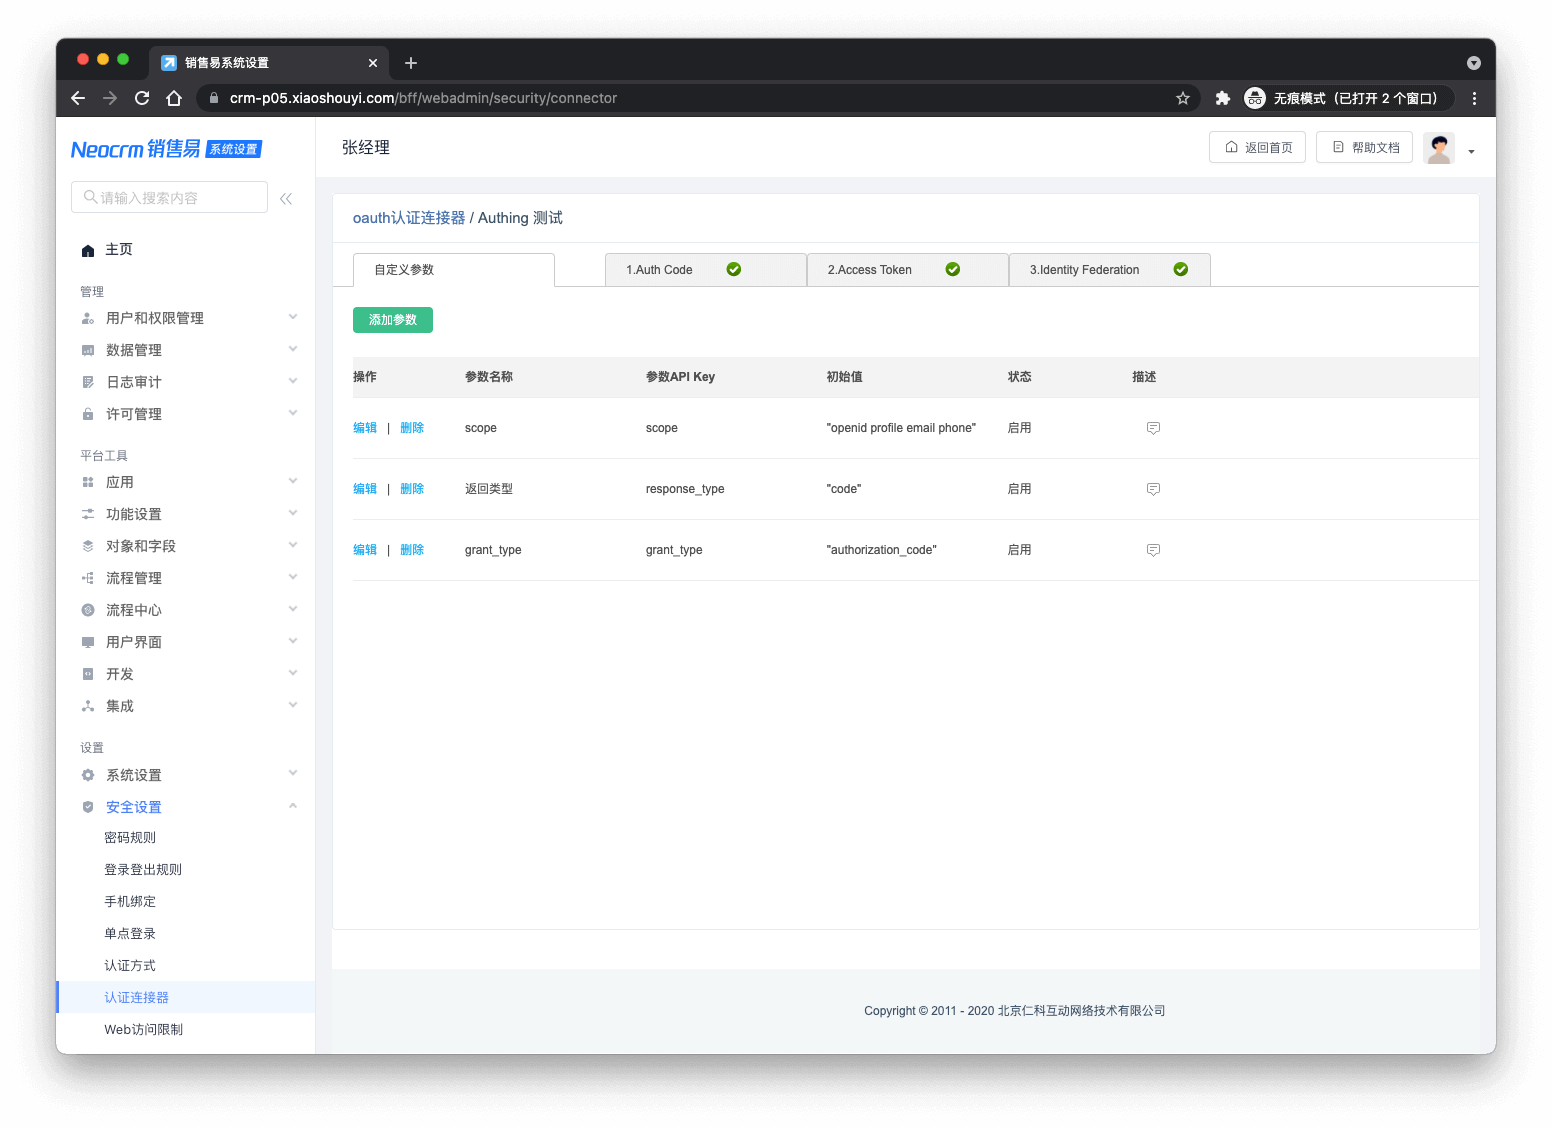 销售易系统设置
crm-p05.xiaoshouyi.com/bff/webadmin/security/connector
无痕模式（已打开 2 个窗口）
Neocrm 销售易 系统设置
张经理
返回首页
帮助文档
请输入搜索内容
主页
管理
用户和权限管理
数据管理
日志审计
许可管理
平台工具
应用
功能设置
对象和字段
流程管理
流程中心
用户界面
开发
集成
设置
系统设置
安全设置
密码规则
登录登出规则
手机绑定
单点登录
认证方式
认证连接器
Web访问限制
oauth认证连接器 / Authing 测试
自定义参数
1.Auth Code
2.Access Token
3.Identity Federation
添加参数
操作 参数名称 参数API Key 初始值 状态 描述
编辑 | 删除 scope scope "openid profile email phone" 启用
编辑 | 删除 返回类型 response_type "code" 启用
编辑 | 删除 grant_type grant_type "authorization_code" 启用
Copyright © 2011 - 2020 北京仁科互动网络技术有限公司